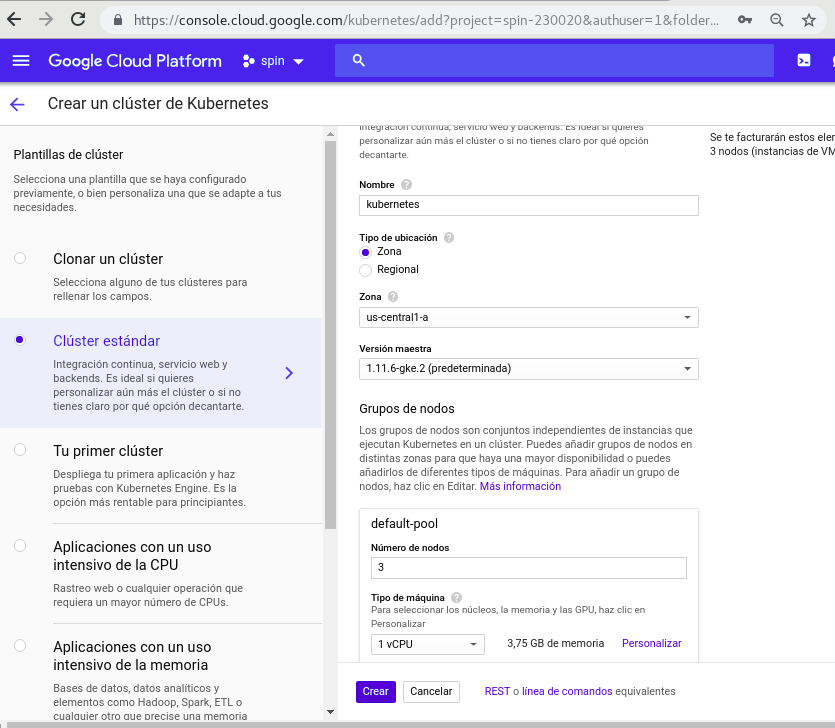 https://console.cloud.google.com/kubernetes/add?project=spin-230020&authuser=1&folder...
Google Cloud Platform
spin
Crear un clúster de Kubernetes
Plantillas de clúster
Selecciona una plantilla que se haya configurado
previamente, o bien personaliza una que se adapte a tus
necesidades.
Clonar un clúster
Selecciona alguno de tus clústeres para
rellenar los campos.
Clúster estándar
Integración continua, servicio web y
backends. Es ideal si quieres
personalizar aún más el clúster o si no
tienes claro por qué opción decantarte.
Tu primer clúster
Despliega tu primera aplicación y haz
pruebas con Kubernetes Engine. Es la
opción más rentable para principiantes.
Aplicaciones con un uso
intensivo de la CPU
Rastreo web o cualquier operación que
requiera un mayor número de CPUs.
Aplicaciones con un uso
intensivo de la memoria
Bases de datos, datos analíticos y
elementos como Hadoop, Spark, ETL o
cualquier otro que precise una memoria
integración continua, servicio web y backends. Es ideal si quieres
personalizar aún más el clúster o si no tienes claro por qué opción
decantarte.
Nombre
kubernetes
Tipo de ubicación
Zona
Regional
Zona
us-central1-a
Versión maestra
1.11.6-gke.2 (predeterminada)
Grupos de nodos
Los grupos de nodos son conjuntos independientes de instancias que
ejecutan Kubernetes en un clúster. Puedes añadir grupos de nodos en
distintas zonas para que haya una mayor disponibilidad o puedes
añadirlos de diferentes tipos de máquinas. Para añadir un grupo de
nodos, haz clic en Editar. Más información
default-pool
Número de nodos
3
Tipo de máquina
Para seleccionar los núcleos, la memoria y las GPU, haz clic en
Personalizar
1 vCPU 3,75 GB de memoria Personalizar
Crear Cancelar REST o línea de comandos equivalentes
Se te facturarán estos eler
3 nodos (instancias de VM